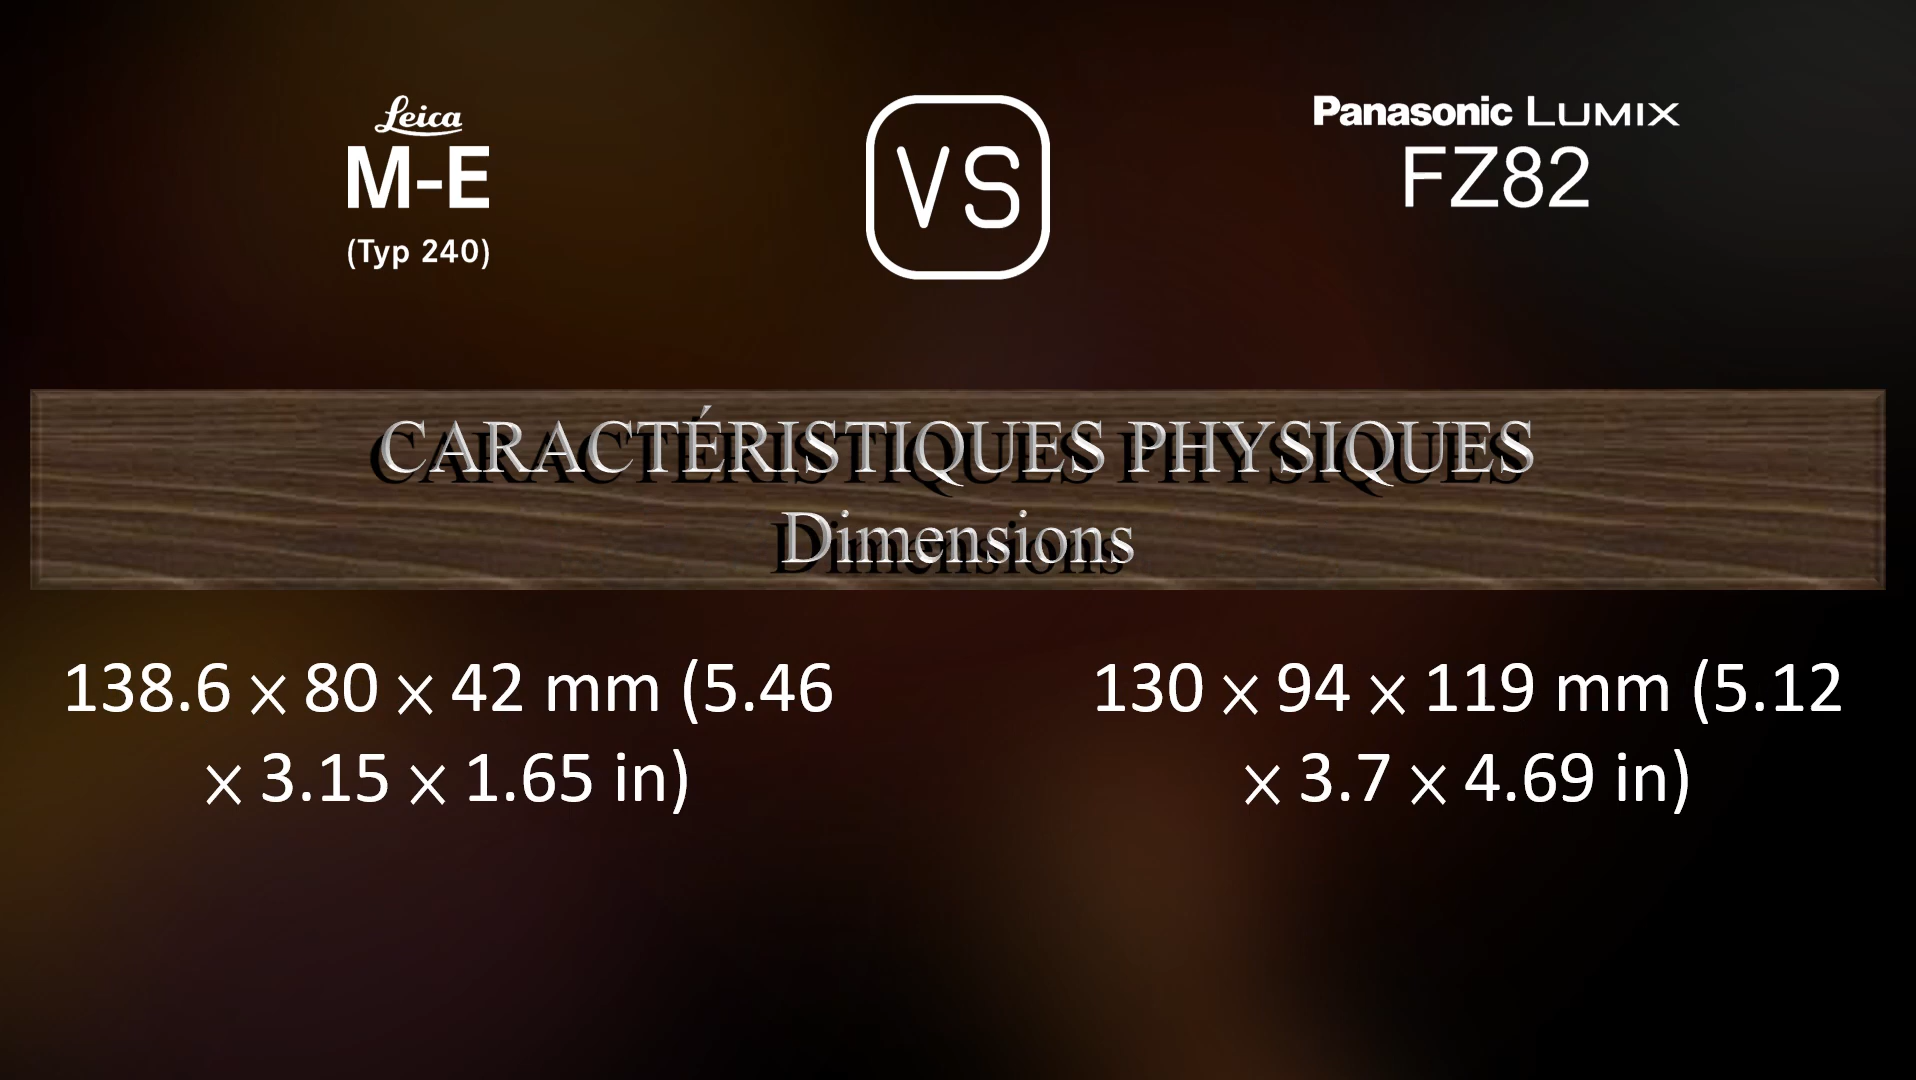 Leica
M-E
(Typ 240)
VS
Panasonic LUMIX
FZ82
CARACTÉRISTIQUES PHYSIQUES
Dimensions
138.6 x 80 x 42 mm (5.46
x 3.15 x 1.65 in)
130 x 94 x 119 mm (5.12
x 3.7 x 4.69 in)